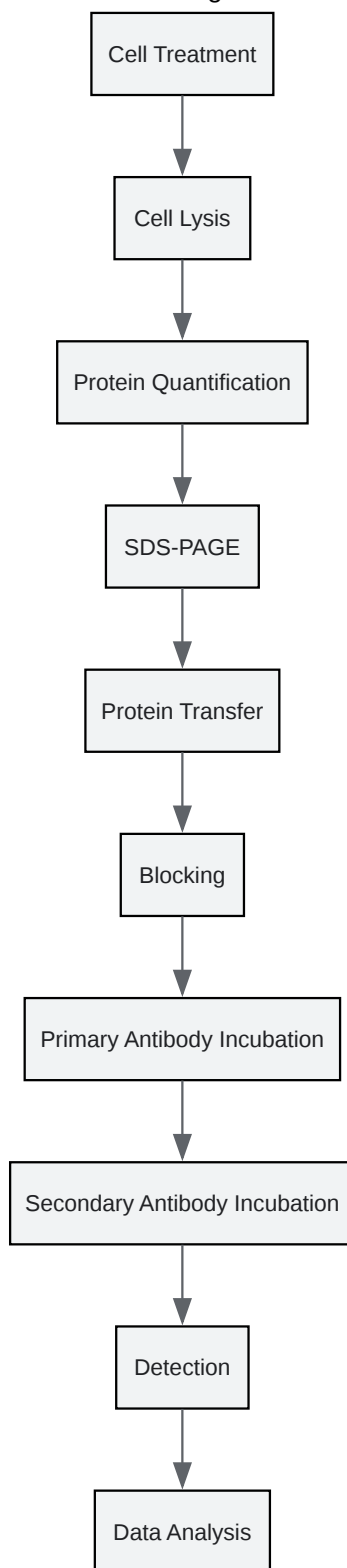 Cell Treatment
Cell Lysis
Protein Quantification
SDS-PAGE
Protein Transfer
Blocking
Primary Antibody Incubation
Secondary Antibody Incubation
Detection
Data Analysis